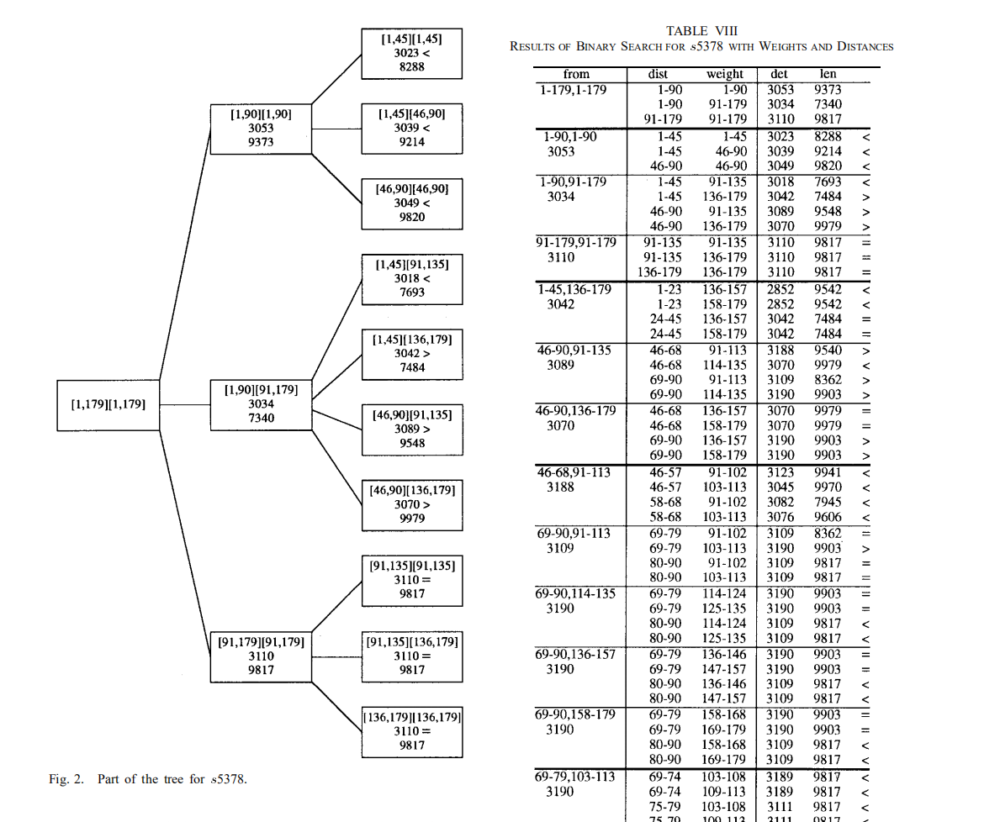 [1,45][1,45]
3023 <
8288
[1,90][1,90]
3053
9373
[1,45][46,90]
3039 <
9214
[46,90][46,90]
3049 <
9820
[1,45][91,135]
3018 <
7693
[1,45][136,179]
3042 >
7484
[1,179][1,179]
[1,90][91,179]
3034
7340
[46,90][91,135]
3089 >
9548
[46,90][136,179]
3070 >
9979
[91,135][91,135]
3110 =
9817
[91,179][91,179]
3110
9817
[91,135][136,179]
3110 =
9817
[136,179][136,179]
3110 =
9817
Fig. 2. Part of the tree for s5378.
TABLE VIII
RESULTS OF BINARY SEARCH FOR s5378 WITH WEIGHTS AND DISTANCES
from dist weight det len
1-179,1-179 1-90 1-90 3053 9373
1-90 91-179 3034 7340
91-179 91-179 3110 9817
1-90,1-90 1-45 1-45 3023 8288 <
3053 1-45 46-90 3039 9214 <
46-90 46-90 3049 9820 <
1-90,91-179 1-45 91-135 3018 7693 <
3034 1-45 136-179 3042 7484 >
46-90 91-135 3089 9548 >
46-90 136-179 3070 9979 >
91-179,91-179 91-135 91-135 3110 9817 =
3110 91-135 136-179 3110 9817 =
136-179 136-179 3110 9817 =
1-45,136-179 1-23 136-157 2852 9542 <
3042 1-23 158-179 2852 9542 <
24-45 136-157 3042 7484 =
24-45 158-179 3042 7484 =
46-90,91-135 46-68 91-113 3188 9540 >
3089 46-68 114-135 3070 9979 <
69-90 91-113 3109 8362 >
69-90 114-135 3190 9903 >
46-90,136-179 46-68 136-157 3070 9979 =
3070 46-68 158-179 3070 9979 =
69-90 136-157 3190 9903 >
69-90 158-179 3190 9903 >
46-68,91-113 46-57 91-102 3123 9941 <
3188 46-57 103-113 3045 9970 <
58-68 91-102 3082 7945 <
58-68 103-113 3076 9606 <
69-90,91-113 69-79 91-102 3109 8362 =
3109 69-79 103-113 3190 9903 >
80-90 91-102 3109 9817 =
80-90 103-113 3109 9817 =
69-90,114-135 69-79 114-124 3190 9903 =
3190 69-79 125-135 3190 9903 =
80-90 114-124 3109 9817 <
80-90 125-135 3109 9817 <
69-90,136-157 69-79 136-146 3190 9903 =
3190 69-79 147-157 3190 9903 =
80-90 136-146 3109 9817 <
80-90 147-157 3109 9817 <
69-90,158-179 69-79 158-168 3190 9903 =
3190 69-79 169-179 3190 9903 =
80-90 158-168 3109 9817 <
80-90 169-179 3109 9817 <
69-79,103-113 69-74 103-108 3189 9817 <
3190 69-74 109-113 3189 9817 <
75-79 103-108 3111 9817 <
75-79 109-113 3111 9817 <